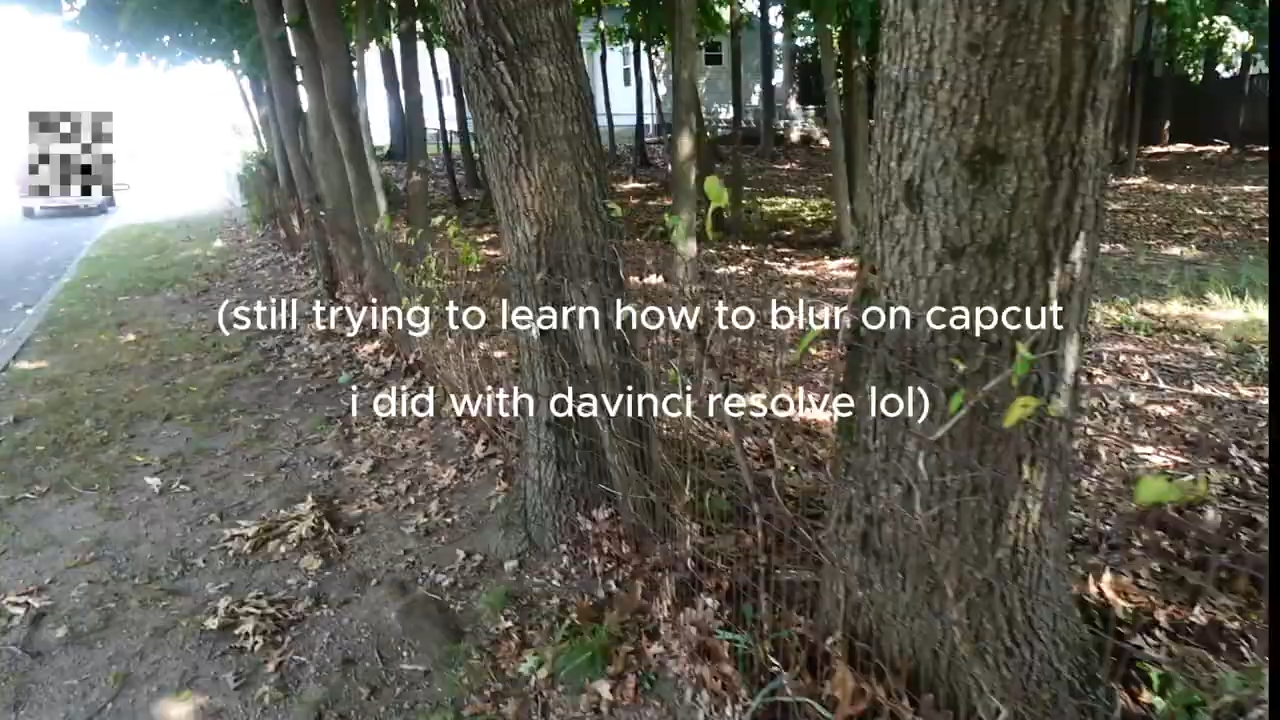 (still trying to learn how to blur on capcut
i did with davinci resolve lol)